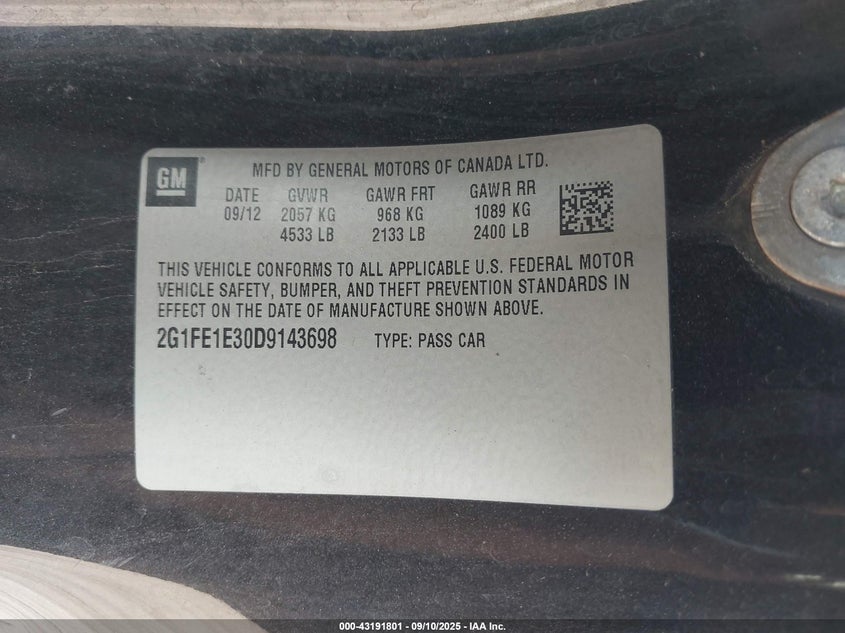 GM®
MFD BY GENERAL MOTORS OF CANADA LTD.
DATE GVWR GAWR FRT GAWR RR
09/12 2057 KG 968 KG 1089 KG
4533 LB 2133 LB 2400 LB
THIS VEHICLE CONFORMS TO ALL APPLICABLE U.S. FEDERAL MOTOR
VEHICLE SAFETY, BUMPER, AND THEFT PREVENTION STANDARDS IN
EFFECT ON THE DATE OF MANUFACTURE SHOWN ABOVE.
2G1FE1E30D9143698 TYPE: PASS CAR
000-43191801 - 09/10/2025 - IAA Inc.